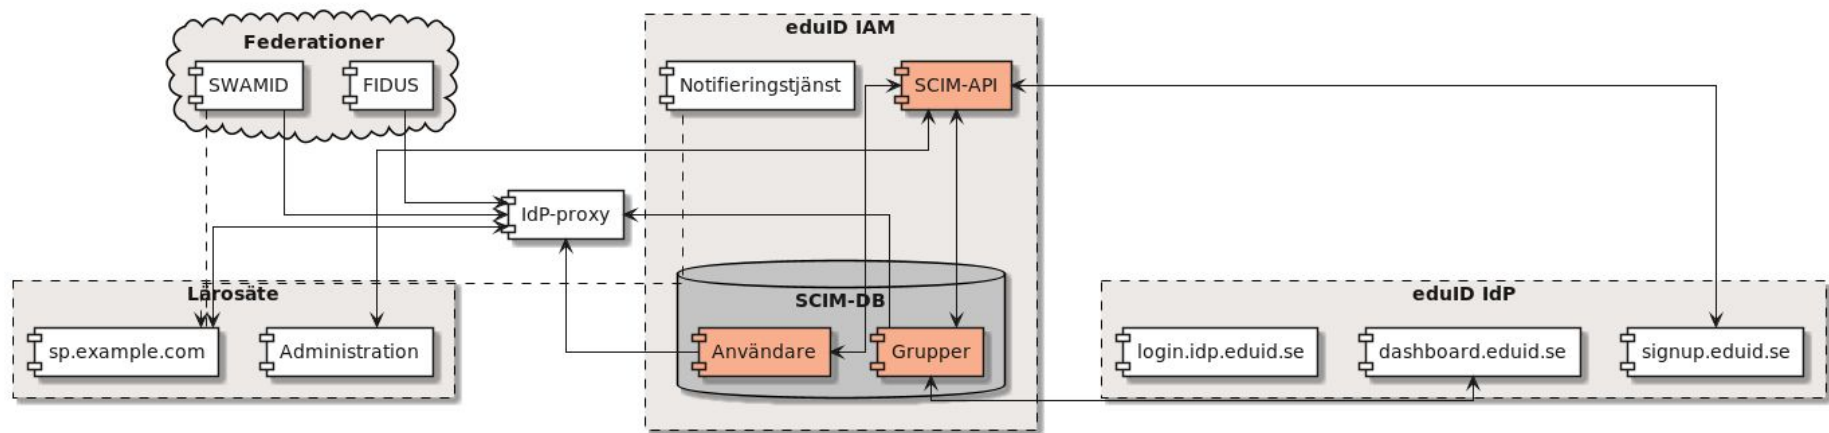 Federationer
SWAMID
FIDUS
eduID IAM
Notifieringstjänst
SCIM-API
IdP-proxy
Lärosäte
sp.example.com
Administration
SCIM-DB
Användare
Grupper
eduID IdP
login.idp.eduid.se
dashboard.eduid.se
signup.eduid.se